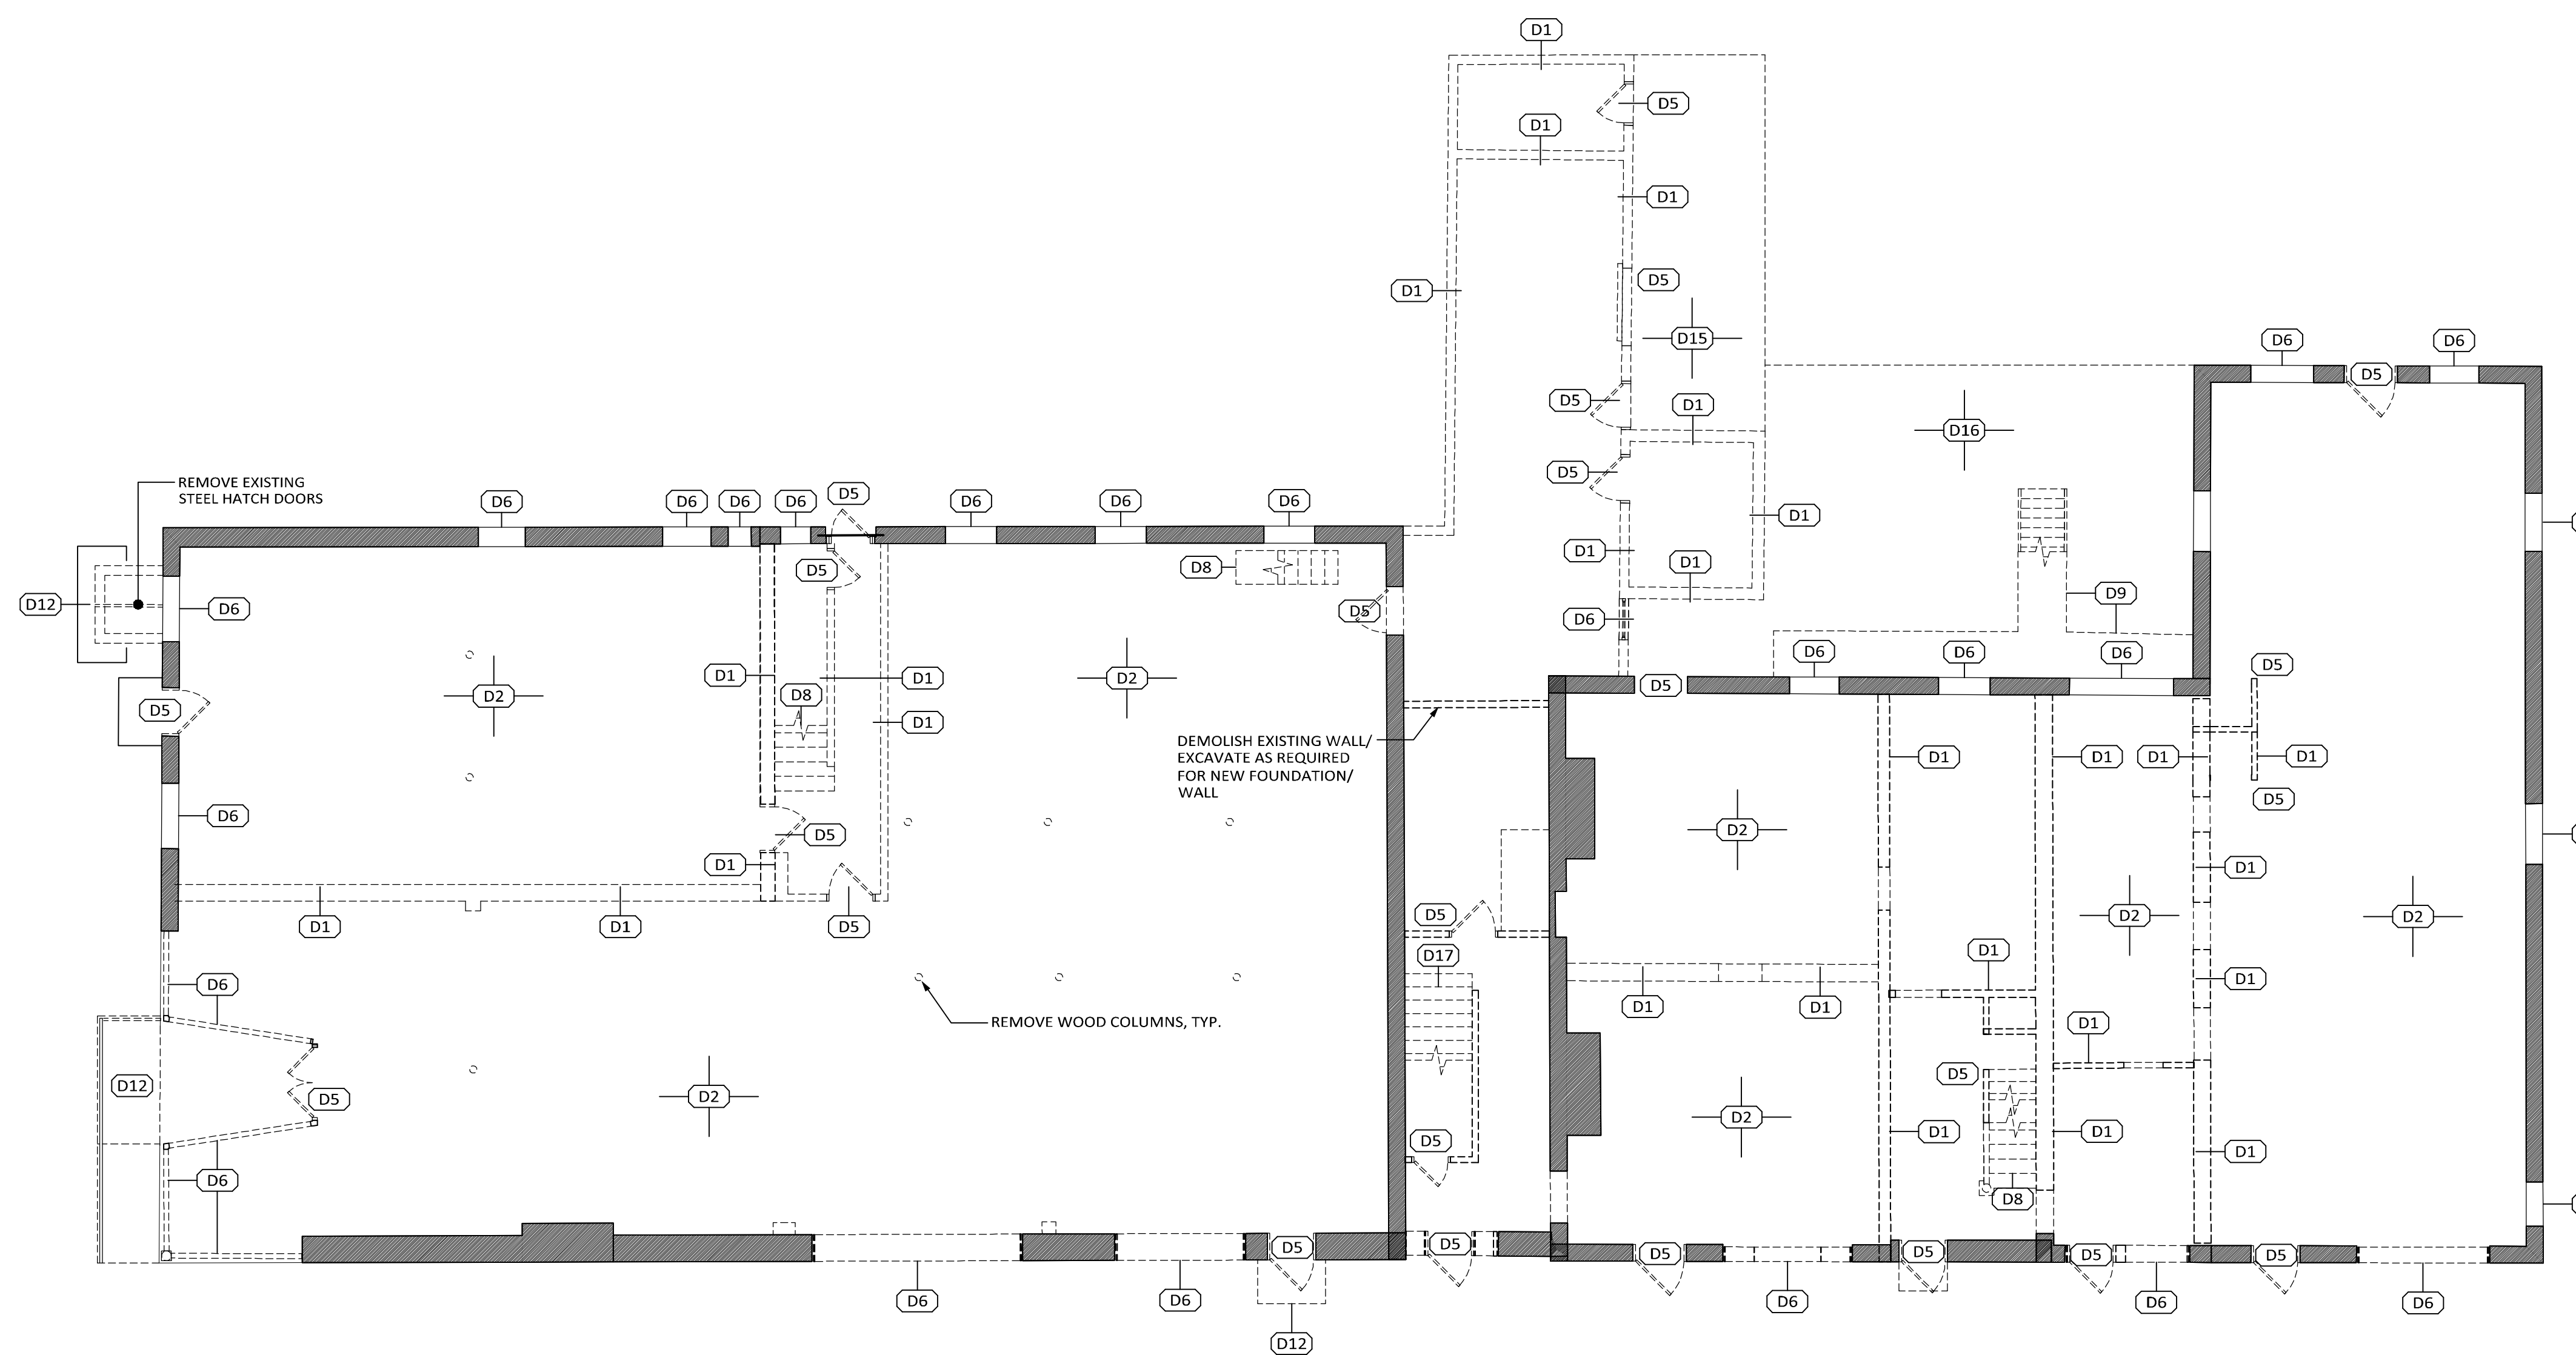 D1
D5
D1
D1
D5
D1
D15
D6
D6
D5
D5
D1
D16
D5
REMOVE EXISTING
STEEL HATCH DOORS
D6
D6
D6
D6
D5
D6
D6
D6
D1
D1
D5
D8
D1
D9
D12
D6
D5
D6
D6
D6
D6
D5
D5
D1
D8
D1
D2
D2
D5
D1
DEMOLISH EXISTING WALL/
EXCAVATE AS REQUIRED
FOR NEW FOUNDATION/
WALL
D1
D1
D1
D1
D5
D6
D5
D2
D1
D1
D1
D1
D5
D5
D2
D2
D17
D1
D6
D1
D1
D1
REMOVE WOOD COLUMNS, TYP.
D1
D12
D5
D2
D5
D2
D5
D1
D1
D1
D6
D8
D5
D5
D5
D5
D5
D5
D6
D6
D6
D6
D6
D12